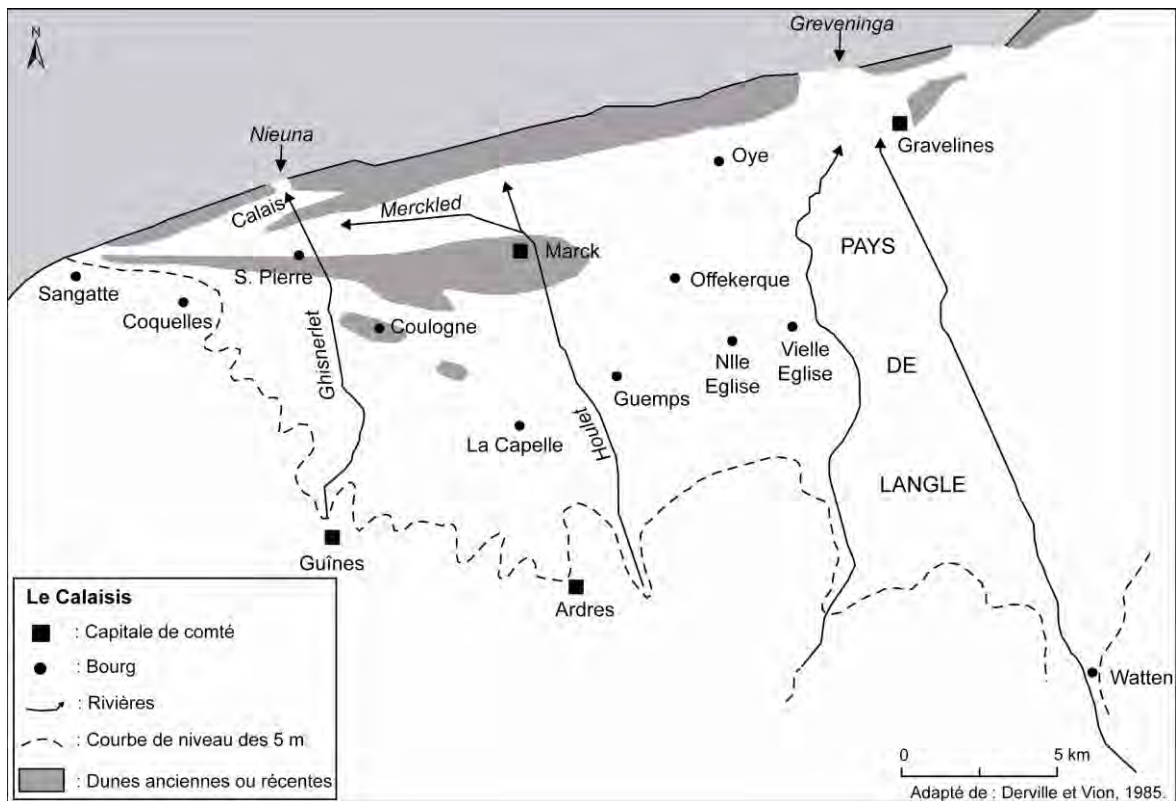 N
Greveninga
Nieuna
Oye
Gravelines
Calais
Merckled
Marck
PAYS
S. Pierre
Sangatte
Offekerque
Coquelles
Coulogne
Ghisnerlet
Nlle
Eglise
Vielle
Eglise
DE
Guemps
La Capelle
Houlet
LANGLE
Guînes
Ardres
Watten
Le Calaisis
: Capitale de comté
: Bourg
: Rivières
: Courbe de niveau des 5 m
: Dunes anciennes ou récentes
0 5 km
Adapté de : Derville et Vion, 1985.